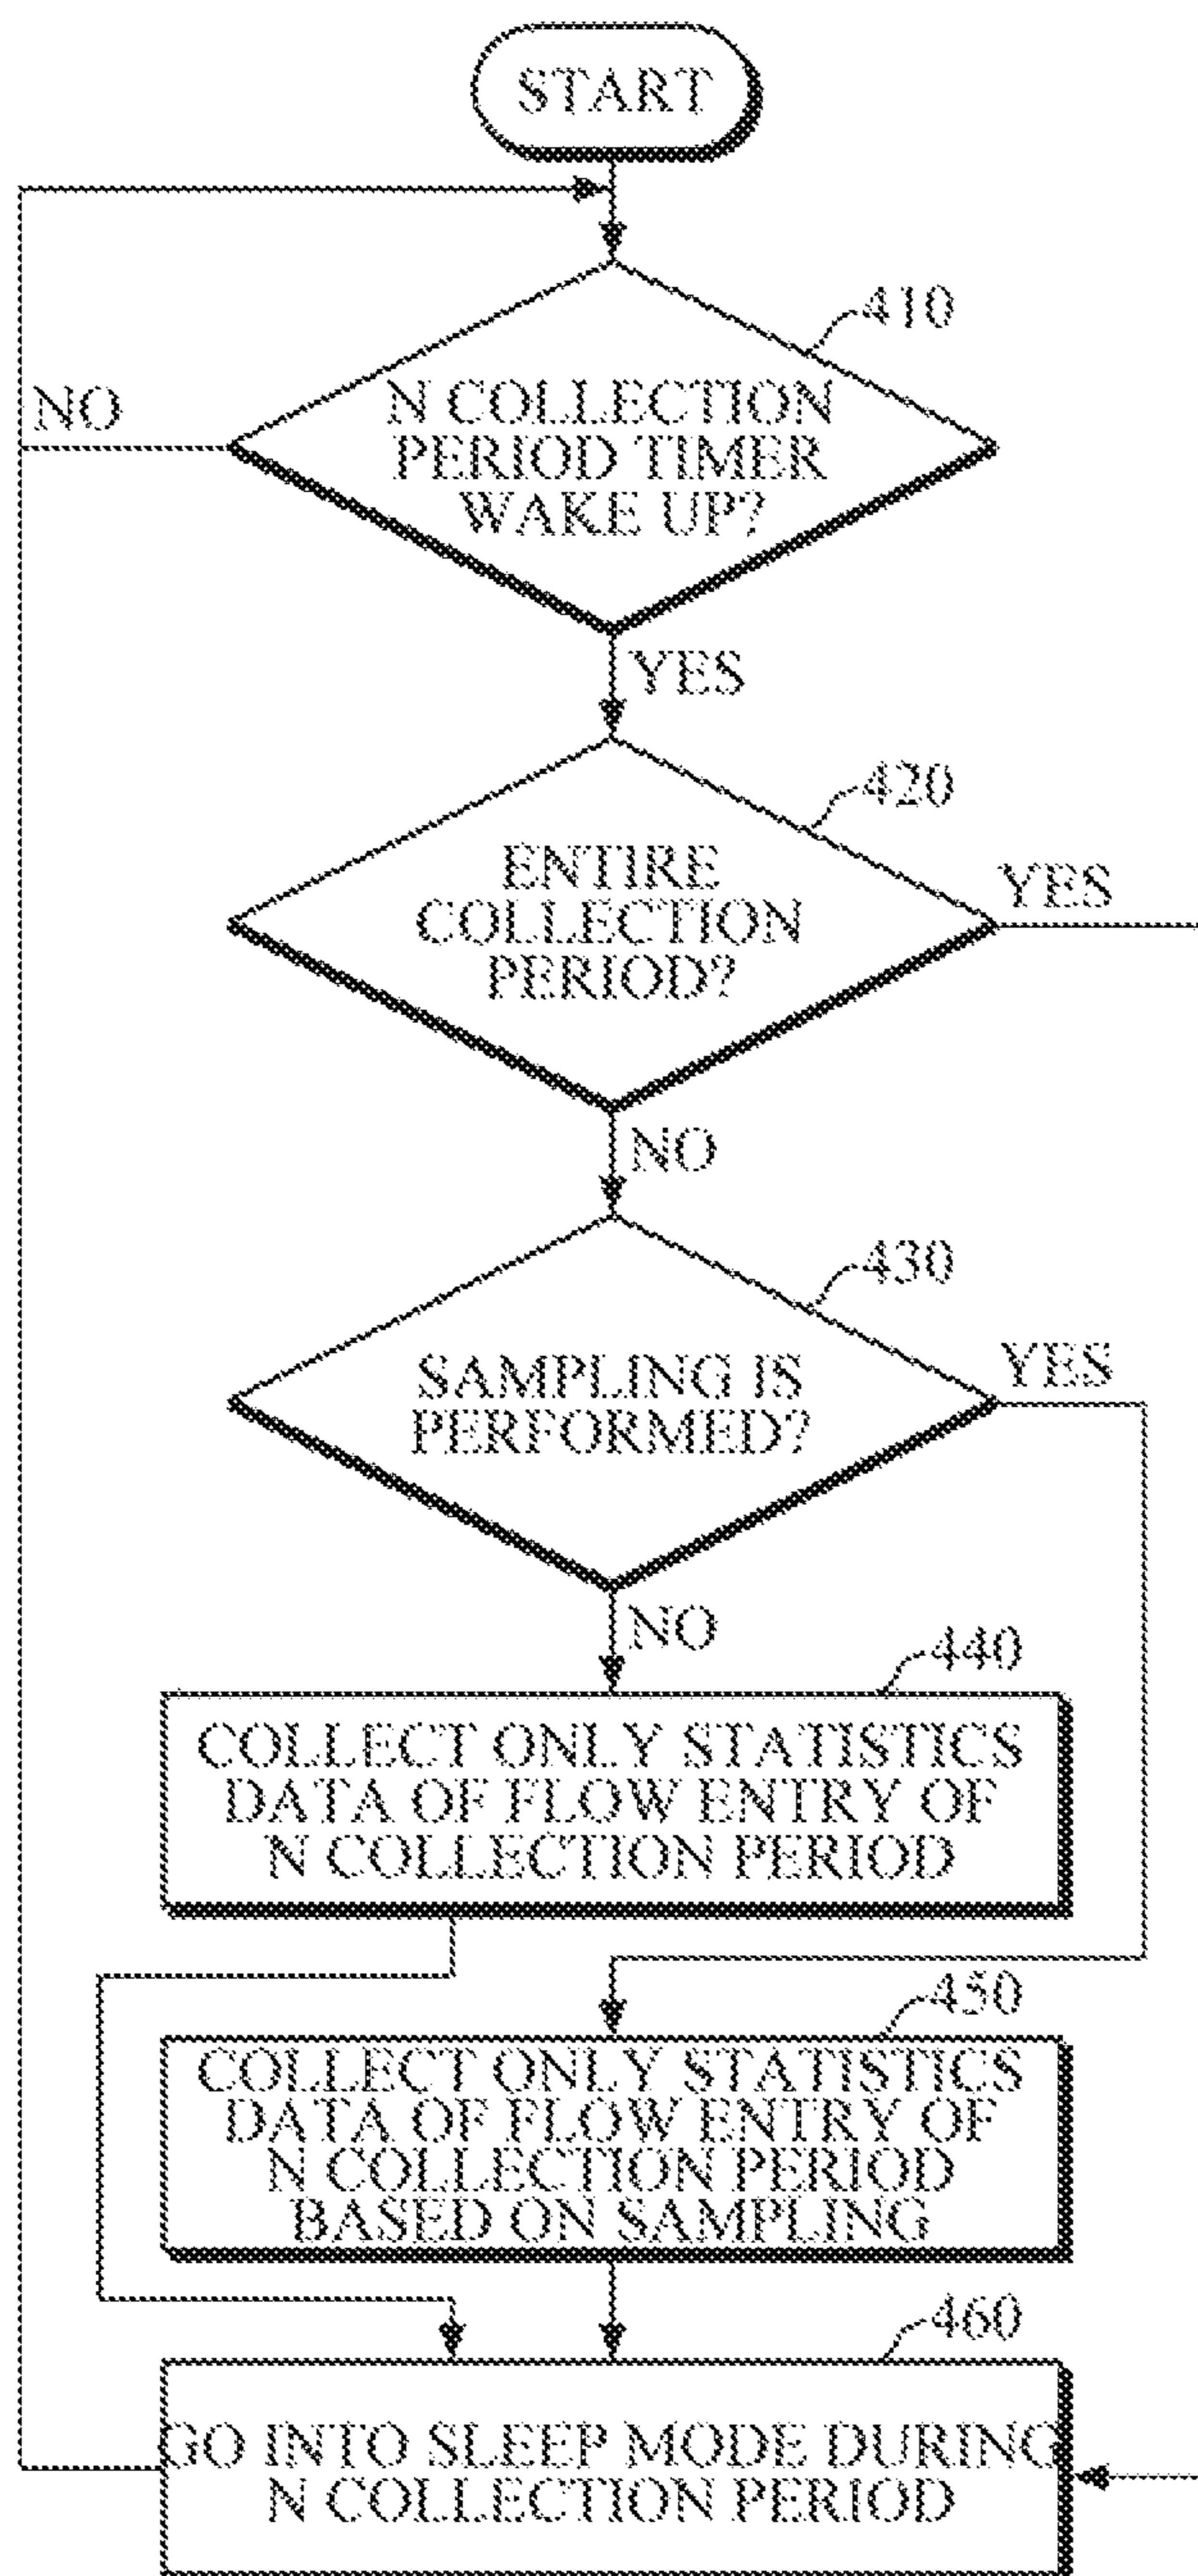 START
410
NO
N COLLECTION
PERIOD TIMER
WAKE UP?
YES
420
ENTIRE
COLLECTION
PERIOD?
YES
NO
430
SAMPLING IS
PERFORMED?
YES
NO
440
COLLECT ONLY STATISTICS
DATA OF FLOW ENTRY OF
N COLLECTION PERIOD
450
COLLECT ONLY STATISTICS
DATA OF FLOW ENTRY OF
N COLLECTION PERIOD
BASED ON SAMPLING
460
GO INTO SLEEP MODE DURING
N COLLECTION PERIOD